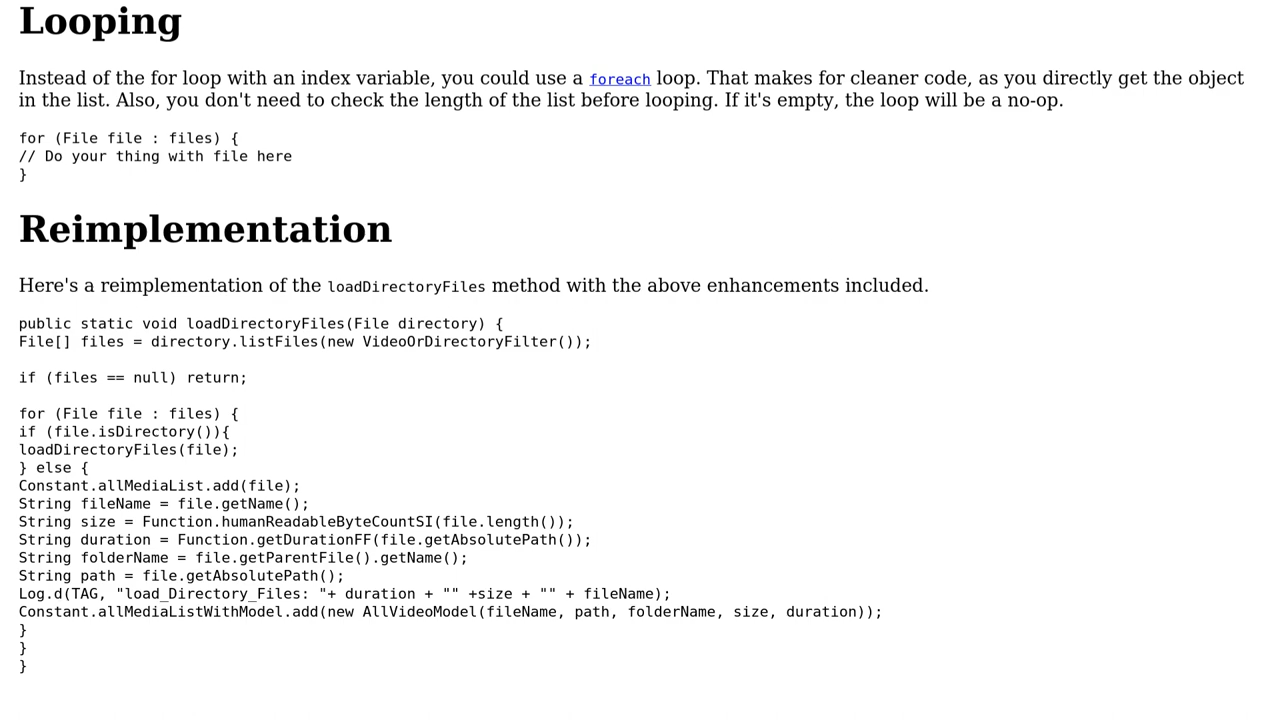 Looping
Instead of the for loop with an index variable, you could use a foreach loop. That makes for cleaner code, as you directly get the object
in the list. Also, you don't need to check the length of the list before looping. If it's empty, the loop will be a no-op.
for (File file : files) {
// Do your thing with file here
}
Reimplementation
Here's a reimplementation of the loadDirectoryFiles method with the above enhancements included.
public static void loadDirectoryFiles(File directory) {
File[] files = directory.listFiles(new VideoOrDirectoryFilter());
if (files == null) return;
for (File file : files) {
if (file.isDirectory()){
loadDirectoryFiles(file);
} else {
Constant.allMediaList.add(file);
String fileName = file.getName();
String size = Function.humanReadableByteCountSI(file.length());
String duration = Function.getDurationFF(file.getAbsolutePath());
String folderName = file.getParentFile().getName();
String path = file.getAbsolutePath();
Log.d(TAG, "load_Directory_Files: "+ duration + "" +size + "" + fileName);
Constant.allMediaListWithModel.add(new AllVideoModel(fileName, path, folderName, size, duration));
}
}
}